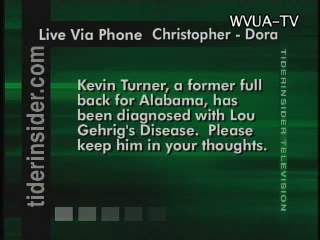 WVUA-TV
Live Via Phone Christopher - Dora
Kevin Turner, a former full
back for Alabama, has
been diagnosed with Lou
Gehrig's Disease. Please
keep him in your thoughts.
tiderinsider.com
TIDERINSIDER TELEVISION